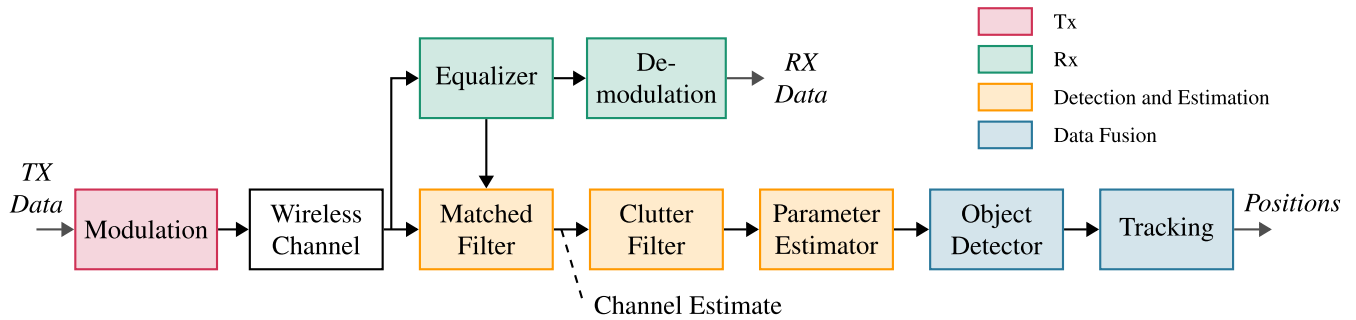 Tx
Rx
Detection and Estimation
Data Fusion
Equalizer
De-
modulation
RX
Data
TX
Data
Modulation
Wireless
Channel
Matched
Filter
Clutter
Filter
Parameter
Estimator
Object
Detector
Tracking
Positions
Channel Estimate